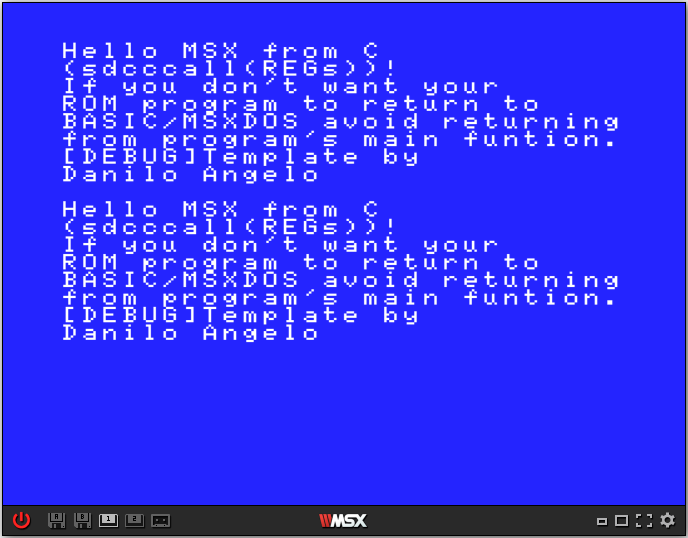 Hello MSX from C
(sdcccall(REGs))!
If you don't want your
ROM program to return to
BASIC/MSXDOS avoid returning
from program's main funtion.
[DEBUG]Template by
Danilo Angelo
Hello MSX from C
(sdcccall(REGs))!
If you don't want your
ROM program to return to
BASIC/MSXDOS avoid returning
from program's main funtion.
[DEBUG]Template by
Danilo Angelo
A B 1 2 WMSX